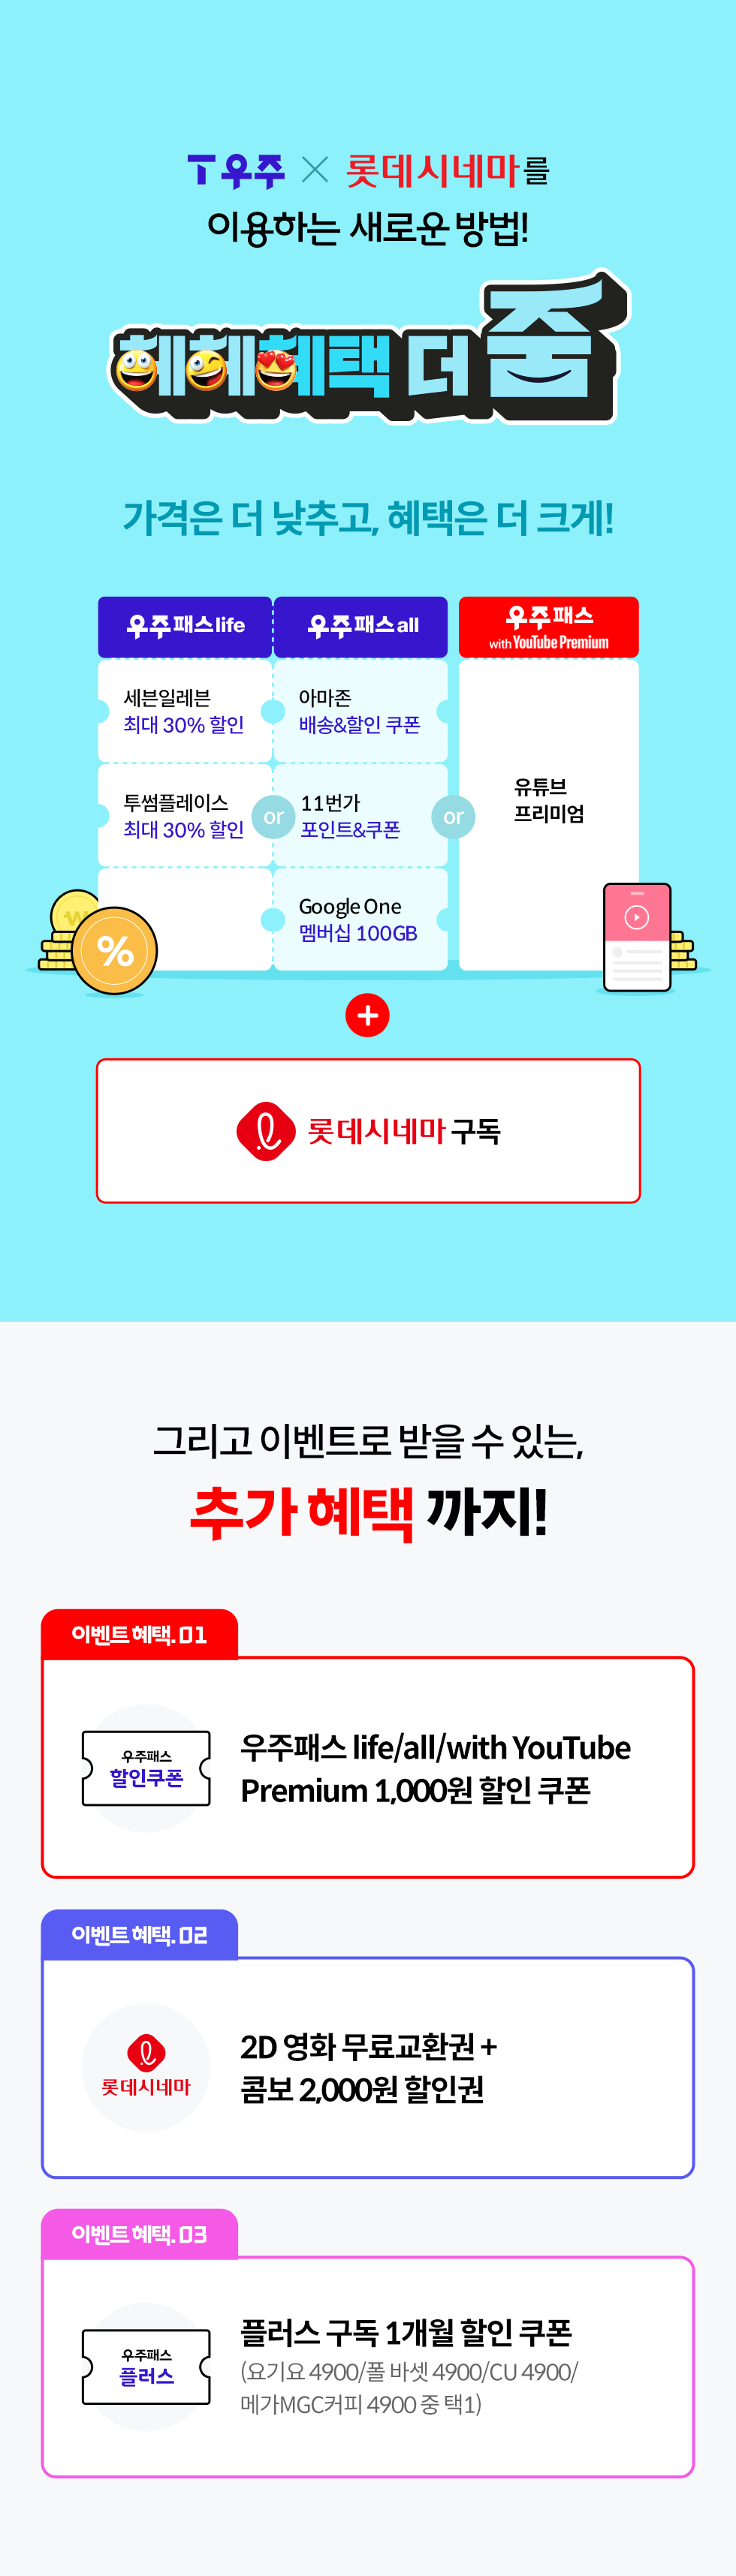 T우주 × 롯데시네마를
이용하는 새로운 방법!
헤헤혜택 더 줌
가격은 더 낮추고, 혜택은 더 크게!
우주패스 life
세븐일레븐
최대 30% 할인
투썸플레이스
최대 30% 할인
or
우주패스 all
아마존
배송&할인 쿠폰
11번가
포인트&쿠폰
Google One
멤버십 100GB
or
우주패스
with YouTube Premium
유튜브
프리미엄
₩
%
+
롯데시네마 구독
그리고 이벤트로 받을 수 있는,
추가 혜택 까지!
이벤트 혜택. 01
우주패스
할인쿠폰
우주패스 life/all/with YouTube
Premium 1,000원 할인 쿠폰
이벤트 혜택. 02
롯데시네마
2D 영화 무료교환권 +
콤보 2,000원 할인권
이벤트 혜택. 03
우주패스
플러스
플러스 구독 1개월 할인 쿠폰
(요기요 4900/폴 바셋 4900/CU 4900/
메가MGC커피 4900 중 택1)